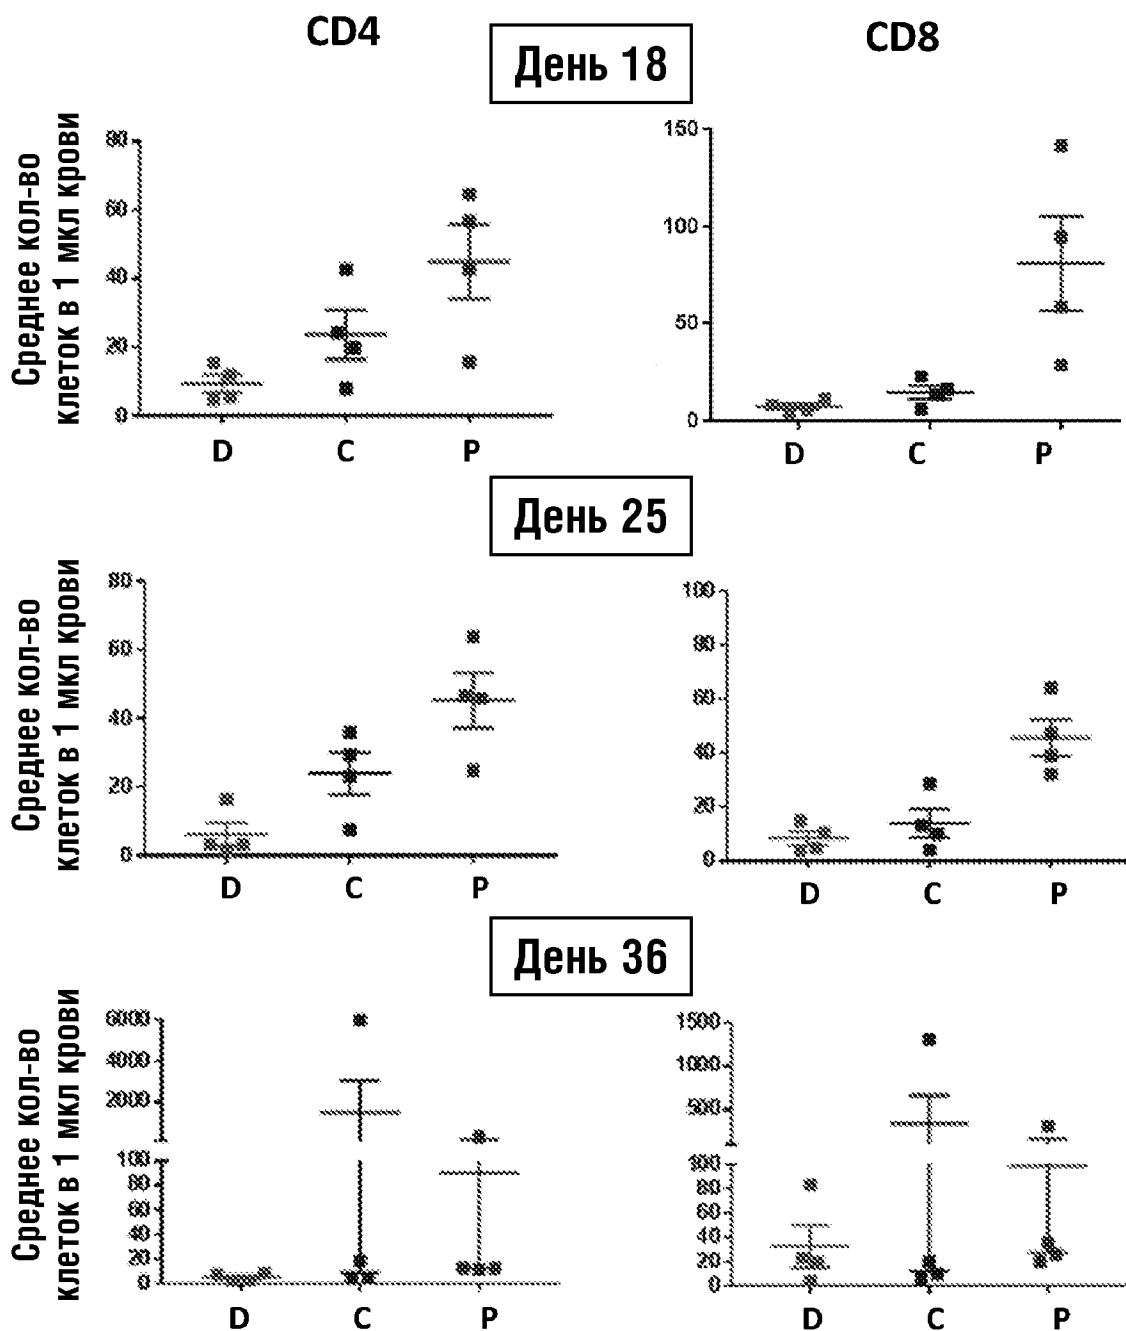 CD4
День 18
CD8
Среднее кол-во
клеток в 1 мкл крови
80
60
40
20
0
D C P
150
100
50
0
D C P
День 25
Среднее кол-во
клеток в 1 мкл крови
80
60
40
20
0
D C P
100
80
60
40
20
0
D C P
День 36
Среднее кол-во
клеток в 1 мкл крови
6000
4000
2000
100
80
60
40
20
0
D C P
1500
1000
500
100
80
60
40
20
0
D C P